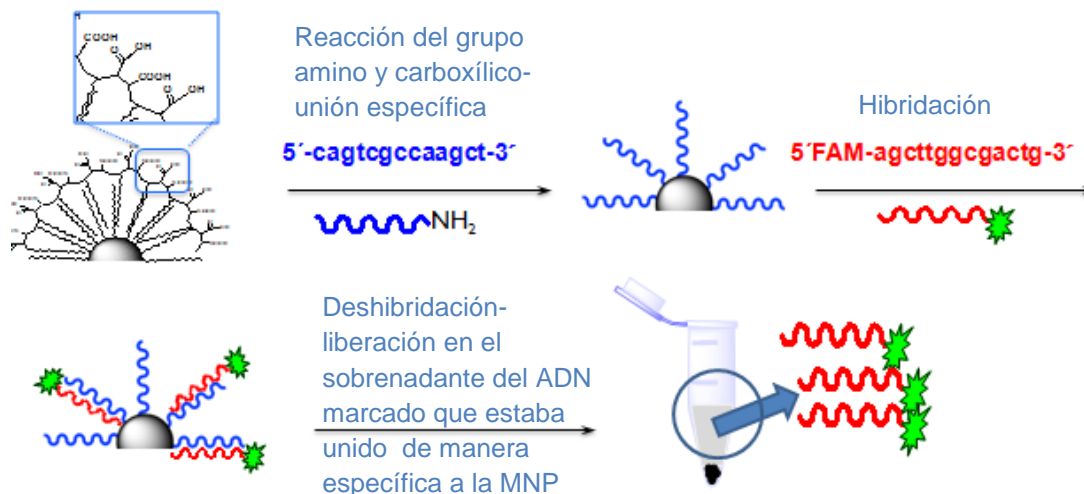 H
COOH
O
OH
COOH
O
OH
Reacción del grupo
amino y carboxílico-
unión específica
5´-cagtcgccaagct-3´
NH2
Hibridación
5´FAM-agcttggcgactg-3´
Deshibridación-
liberación en el
sobrenadante del ADN
marcado que estaba
unido de manera
específica a la MNP